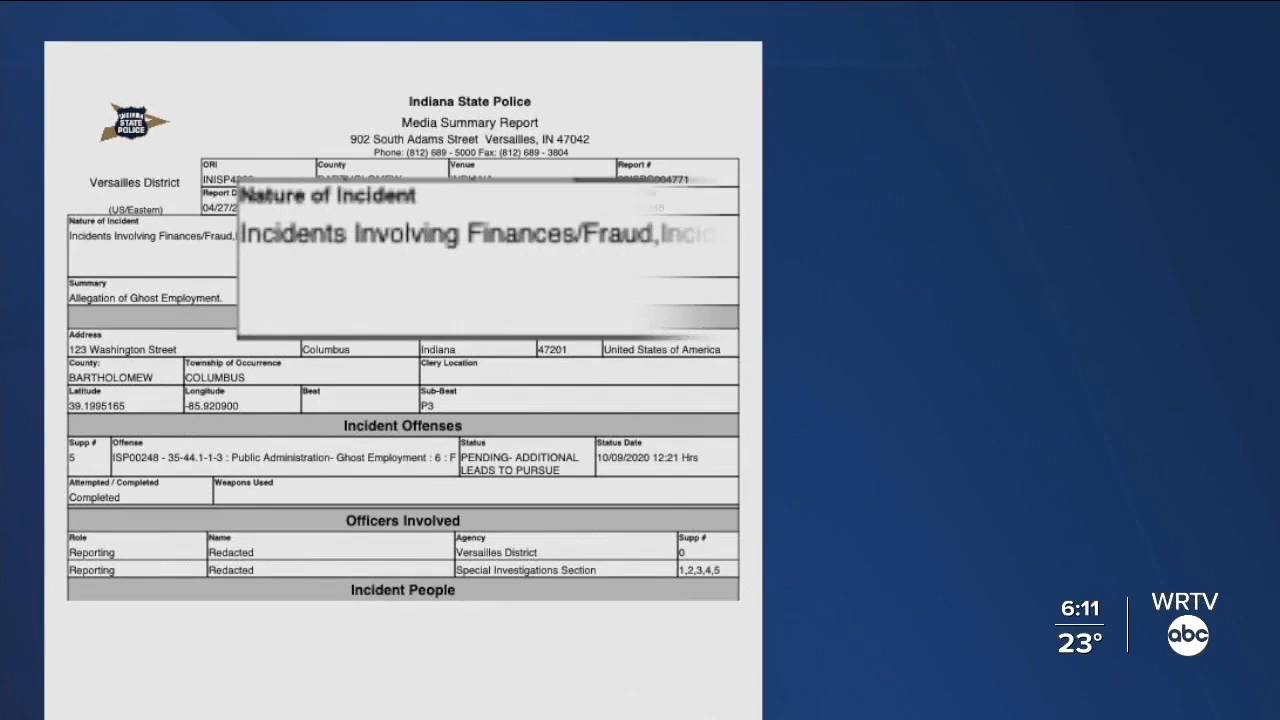 Indiana State Police
Media Summary Report
902 South Adams Street Versailles, IN 47042
Phone: (812) 689 - 5000 Fax: (812) 689 - 3804
INDIANA STATE POLICE
Versailles District
(US/Eastern)
ORI County Venue Report #
Report
04/27/2
Nature of Incident
Incidents Involving Finances/Fraud,
Nature of Incident
Incidents Involving Finances/Fraud,Incid
Summary
Allegation of Ghost Employment.
Address
123 Washington Street Columbus Indiana 47201 United States of America
County: Township of Occurrence Clery Location
BARTHOLOMEW COLUMBUS
Latitude Longitude Beat Sub-Beat
39.1995165 -85.920900 P3
Incident Offenses
Supp # Offense Status Status Date
5 ISP00248 - 35-44.1-1-3 : Public Administration- Ghost Employment : 6 : F PENDING- ADDITIONAL 10/09/2020 12:21 Hrs
LEADS TO PURSUE
Attempted / Completed Weapons Used
Completed
Officers Involved
Role Name Agency Supp #
Reporting Redacted Versailles District 0
Reporting Redacted Special Investigations Section 1,2,3,4,5
Incident People
6:11
23°
WRTV
abc